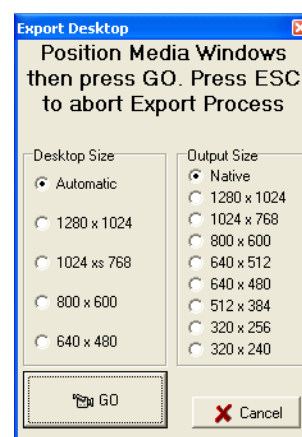 Export Desktop
Position Media Windows
then press GO. Press ESC
to abort Export Process
Desktop Size
Automatic
1280 x 1024
1024 xs 768
800 x 600
640 x 480
Output Size
Native
1280 x 1024
1024 x 768
800 x 600
640 x 512
640 x 480
512 x 384
320 x 256
320 x 240
GO
Cancel